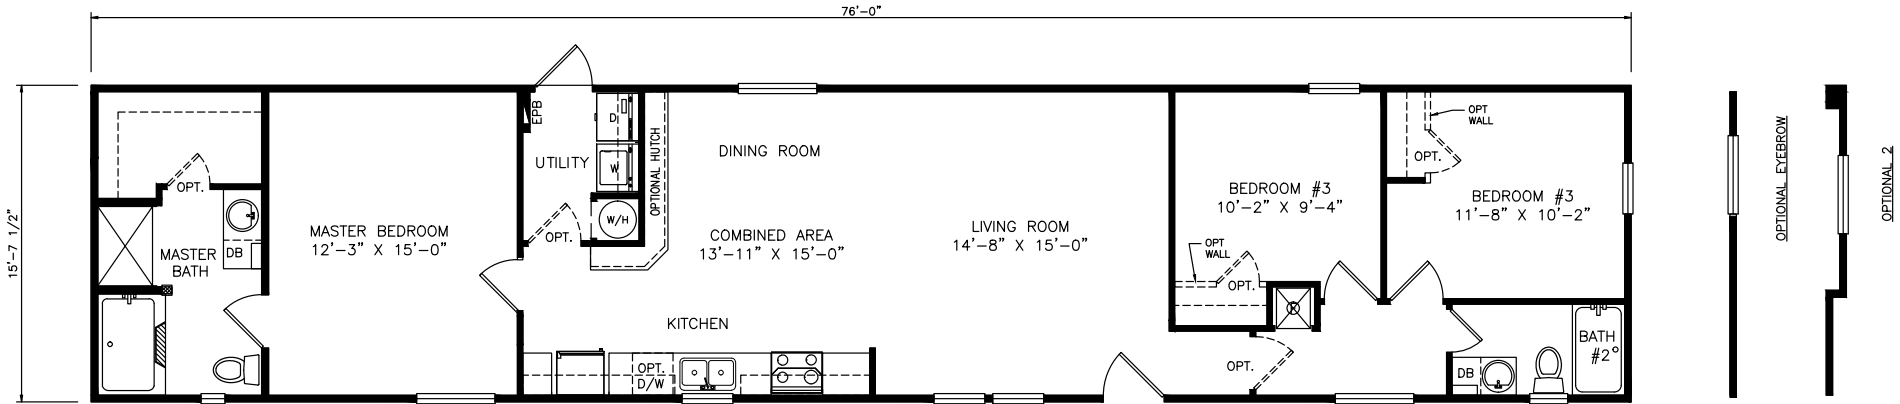 76'-0"
15'-7 1/2"
EPB
D
W
UTILITY
OPT.
W/H
OPTIONAL HUTCH
OPT.
DB
MASTER
BATH
MASTER BEDROOM
12'-3" X 15'-0"
DINING ROOM
COMBINED AREA
13'-11" X 15'-0"
KITCHEN
OPT.
D/W
LIVING ROOM
14'-8" X 15'-0"
BEDROOM #3
10'-2" X 9'-4"
OPT
WALL
OPT.
OPT
WALL
OPT.
BEDROOM #3
11'-8" X 10'-2"
OPT.
DB
BATH
#2
OPTIONAL EYEBROW
OPTIONAL 2